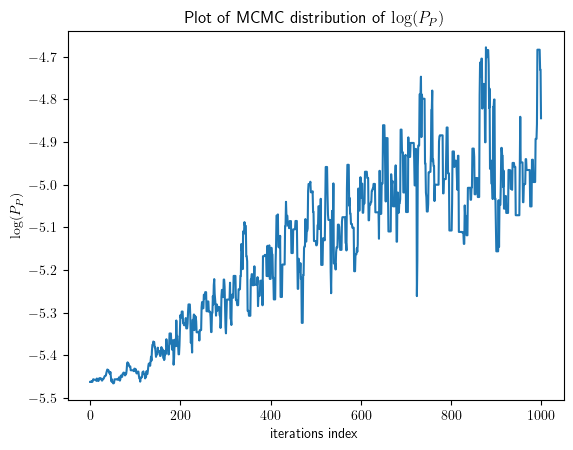 Plot of MCMC distribution of log(P_P)
−4.7
−4.8
−4.9
−5.0
−5.1
−5.2
−5.3
−5.4
−5.5
log(P_P)
0 200 400 600 800 1000
iterations index